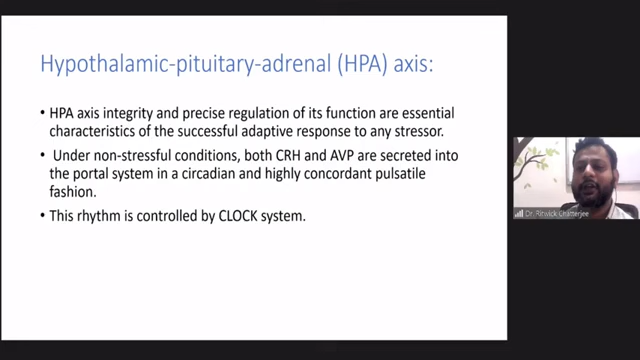 Hypothalamic-pituitary-adrenal (HPA) axis:
• HPA axis integrity and precise regulation of its function are essential
characteristics of the successful adaptive response to any stressor.
• Under non-stressful conditions, both CRH and AVP are secreted into
the portal system in a circadian and highly concordant pulsatile
fashion.
• This rhythm is controlled by CLOCK system.
Dr. Ritwick Chatterjee